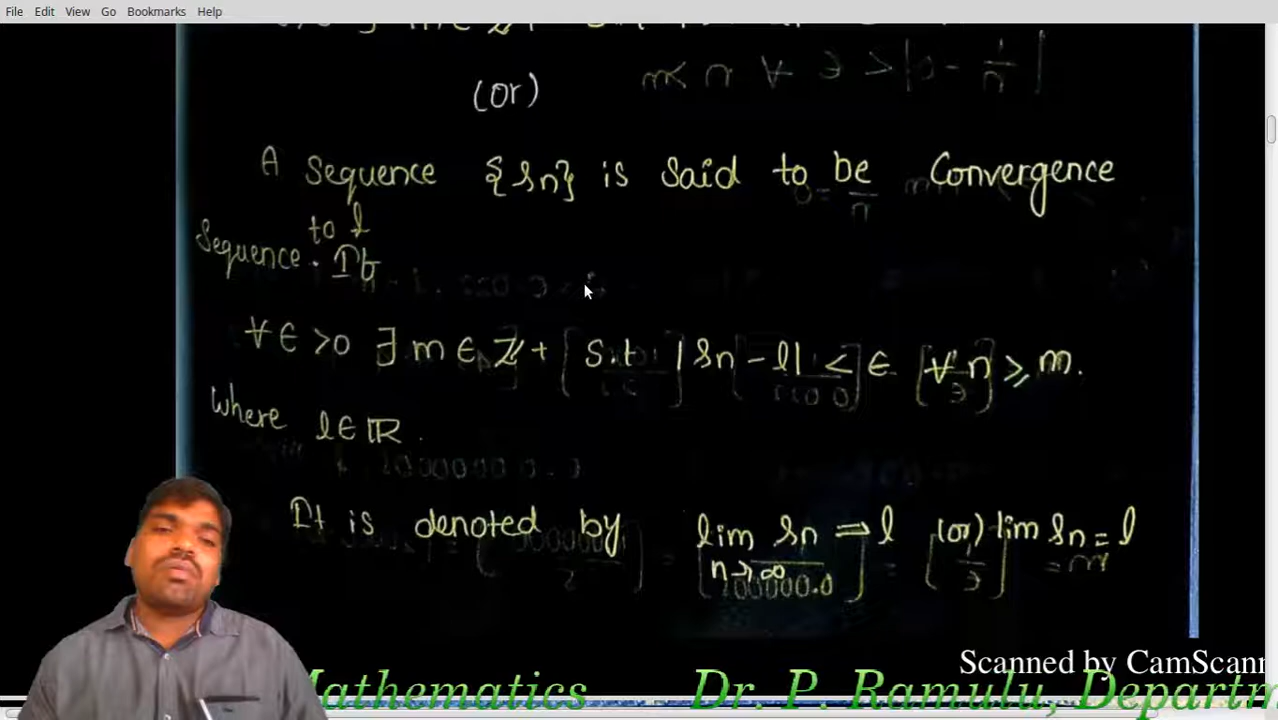 File Edit View Go Bookmarks Help
(or)
A Sequence {Sn} is Said to be Convergence
to l
Sequence. If
∀ ∈ >0 ∃ m ∈ Z+ S.t |Sn - l| < ∈ ∀ n ≥ m.
where l ∈ ℝ.
It is denoted by lim Sn = l (or) lim Sn = l
n→∞
Scanned by CamScann
Mathematics Dr. P. Ramulu, Departm